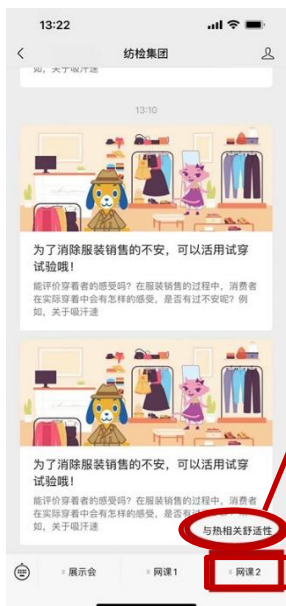 13:22
纺检集团
如，关于吸汗速
13:10
为了消除服装销售的不安，可以活用试穿
试验哦！
能评价穿着者的感受吗？在服装销售的过程中，消费者
在实际穿着中会有怎样的感受，是否有过不安呢？例
如，关于吸汗速
为了消除服装销售的不安，可以活用试穿
试验哦！
能评价穿着者的感受吗？在服装销售的过程中，消费者
在实际穿着中会有怎样的感受，是否有过不安呢？例
如，关于吸汗速
与热相关舒适性
展示会
网课1
网课2